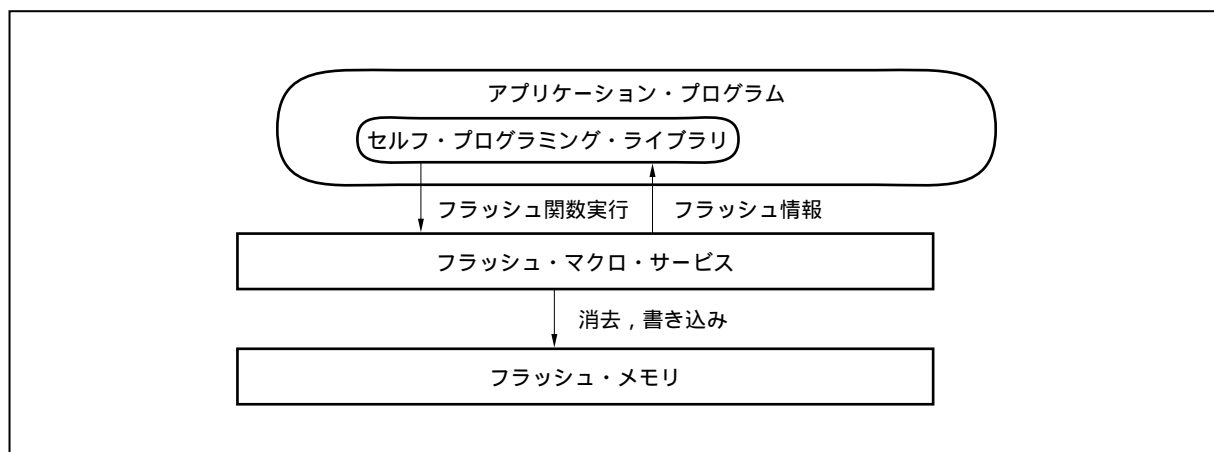 アプリケーション・プログラム
セルフ・プログラミング・ライブラリ
フラッシュ関数実行
フラッシュ情報
フラッシュ・マクロ・サービス
消去，書き込み
フラッシュ・メモリ